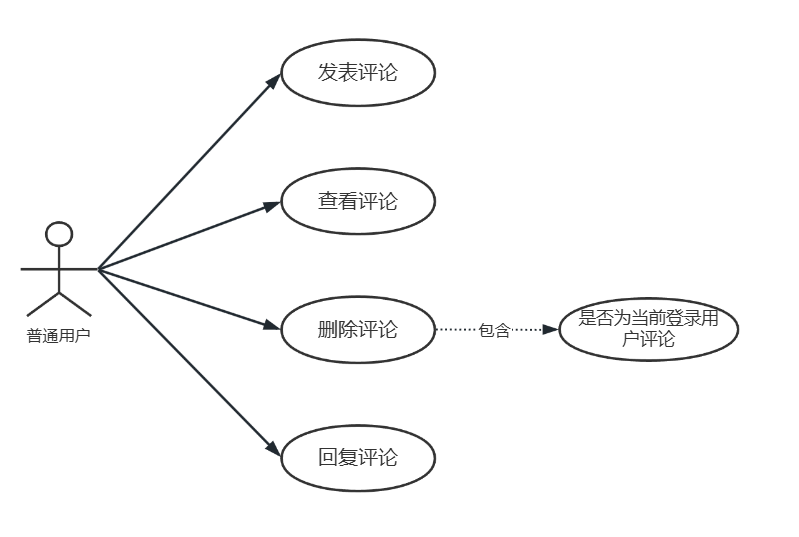 发表评论
查看评论
普通用户
删除评论
包含
是否为当前登录用
户评论
回复评论